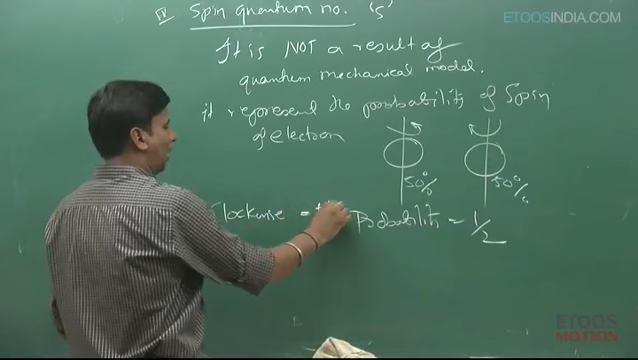 ETOOSINDIA.COM
IV Spin quantum no. 's'
It is NOT a result of
quantum mechanical model.
it represent the probability of Spin
of electron
50% 50%
Clockwise = + Probability = 1/2
ETOOS
MOTION